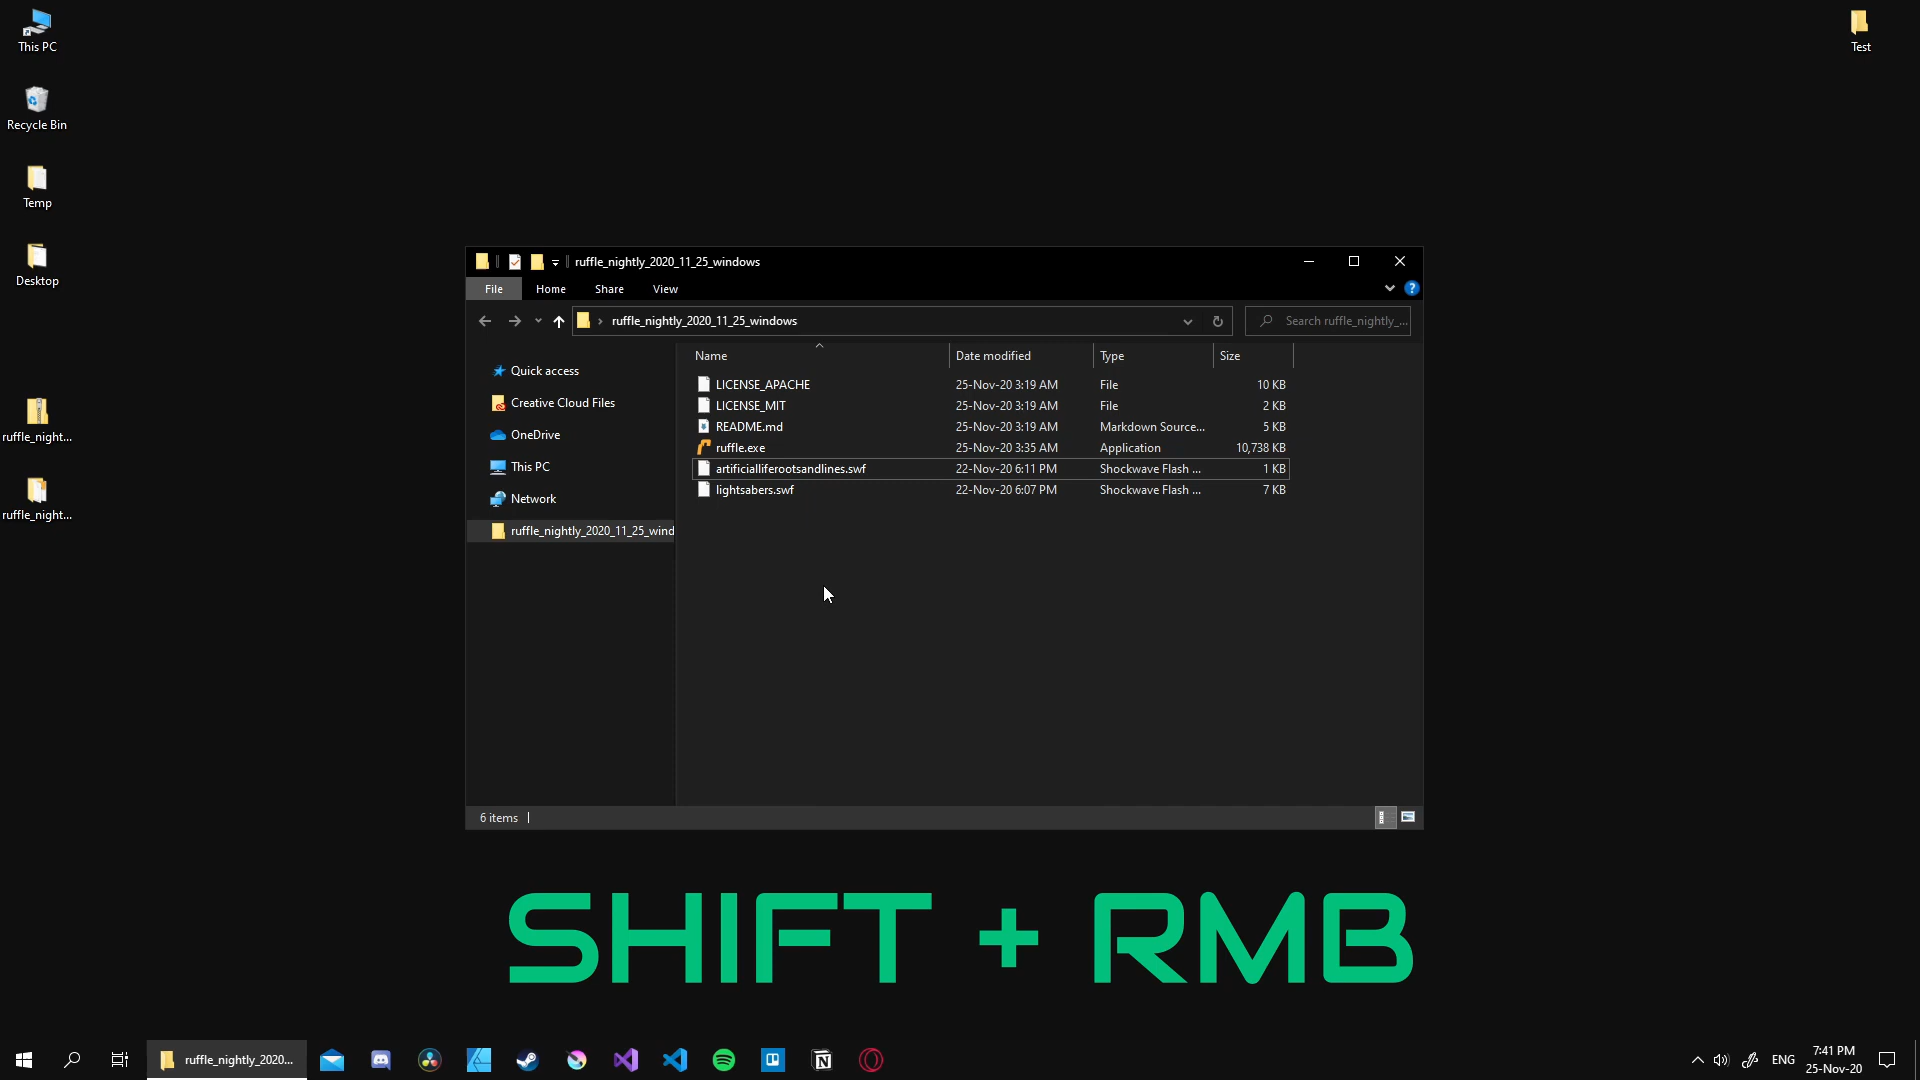 This PC
Recycle Bin
Temp
Desktop
ruffle_night...
ruffle_night...
Test
ruffle_nightly_2020_11_25_windows
File Home Share View
?
ruffle_nightly_2020_11_25_windows
Search ruffle_nightly_...
Quick access
Creative Cloud Files
OneDrive
This PC
Network
ruffle_nightly_2020_11_25_wind
Name Date modified Type Size
LICENSE_APACHE 25-Nov-20 3:19 AM File 10 KB
LICENSE_MIT 25-Nov-20 3:19 AM File 2 KB
README.md 25-Nov-20 3:19 AM Markdown Source... 5 KB
ruffle.exe 25-Nov-20 3:35 AM Application 10,738 KB
artificialliferootsandlines.swf 22-Nov-20 6:11 PM Shockwave Flash ... 1 KB
lightsabers.swf 22-Nov-20 6:07 PM Shockwave Flash ... 7 KB
6 items
SHIFT + RMB
ruffle_nightly_2020...
ENG
7:41 PM
25-Nov-20